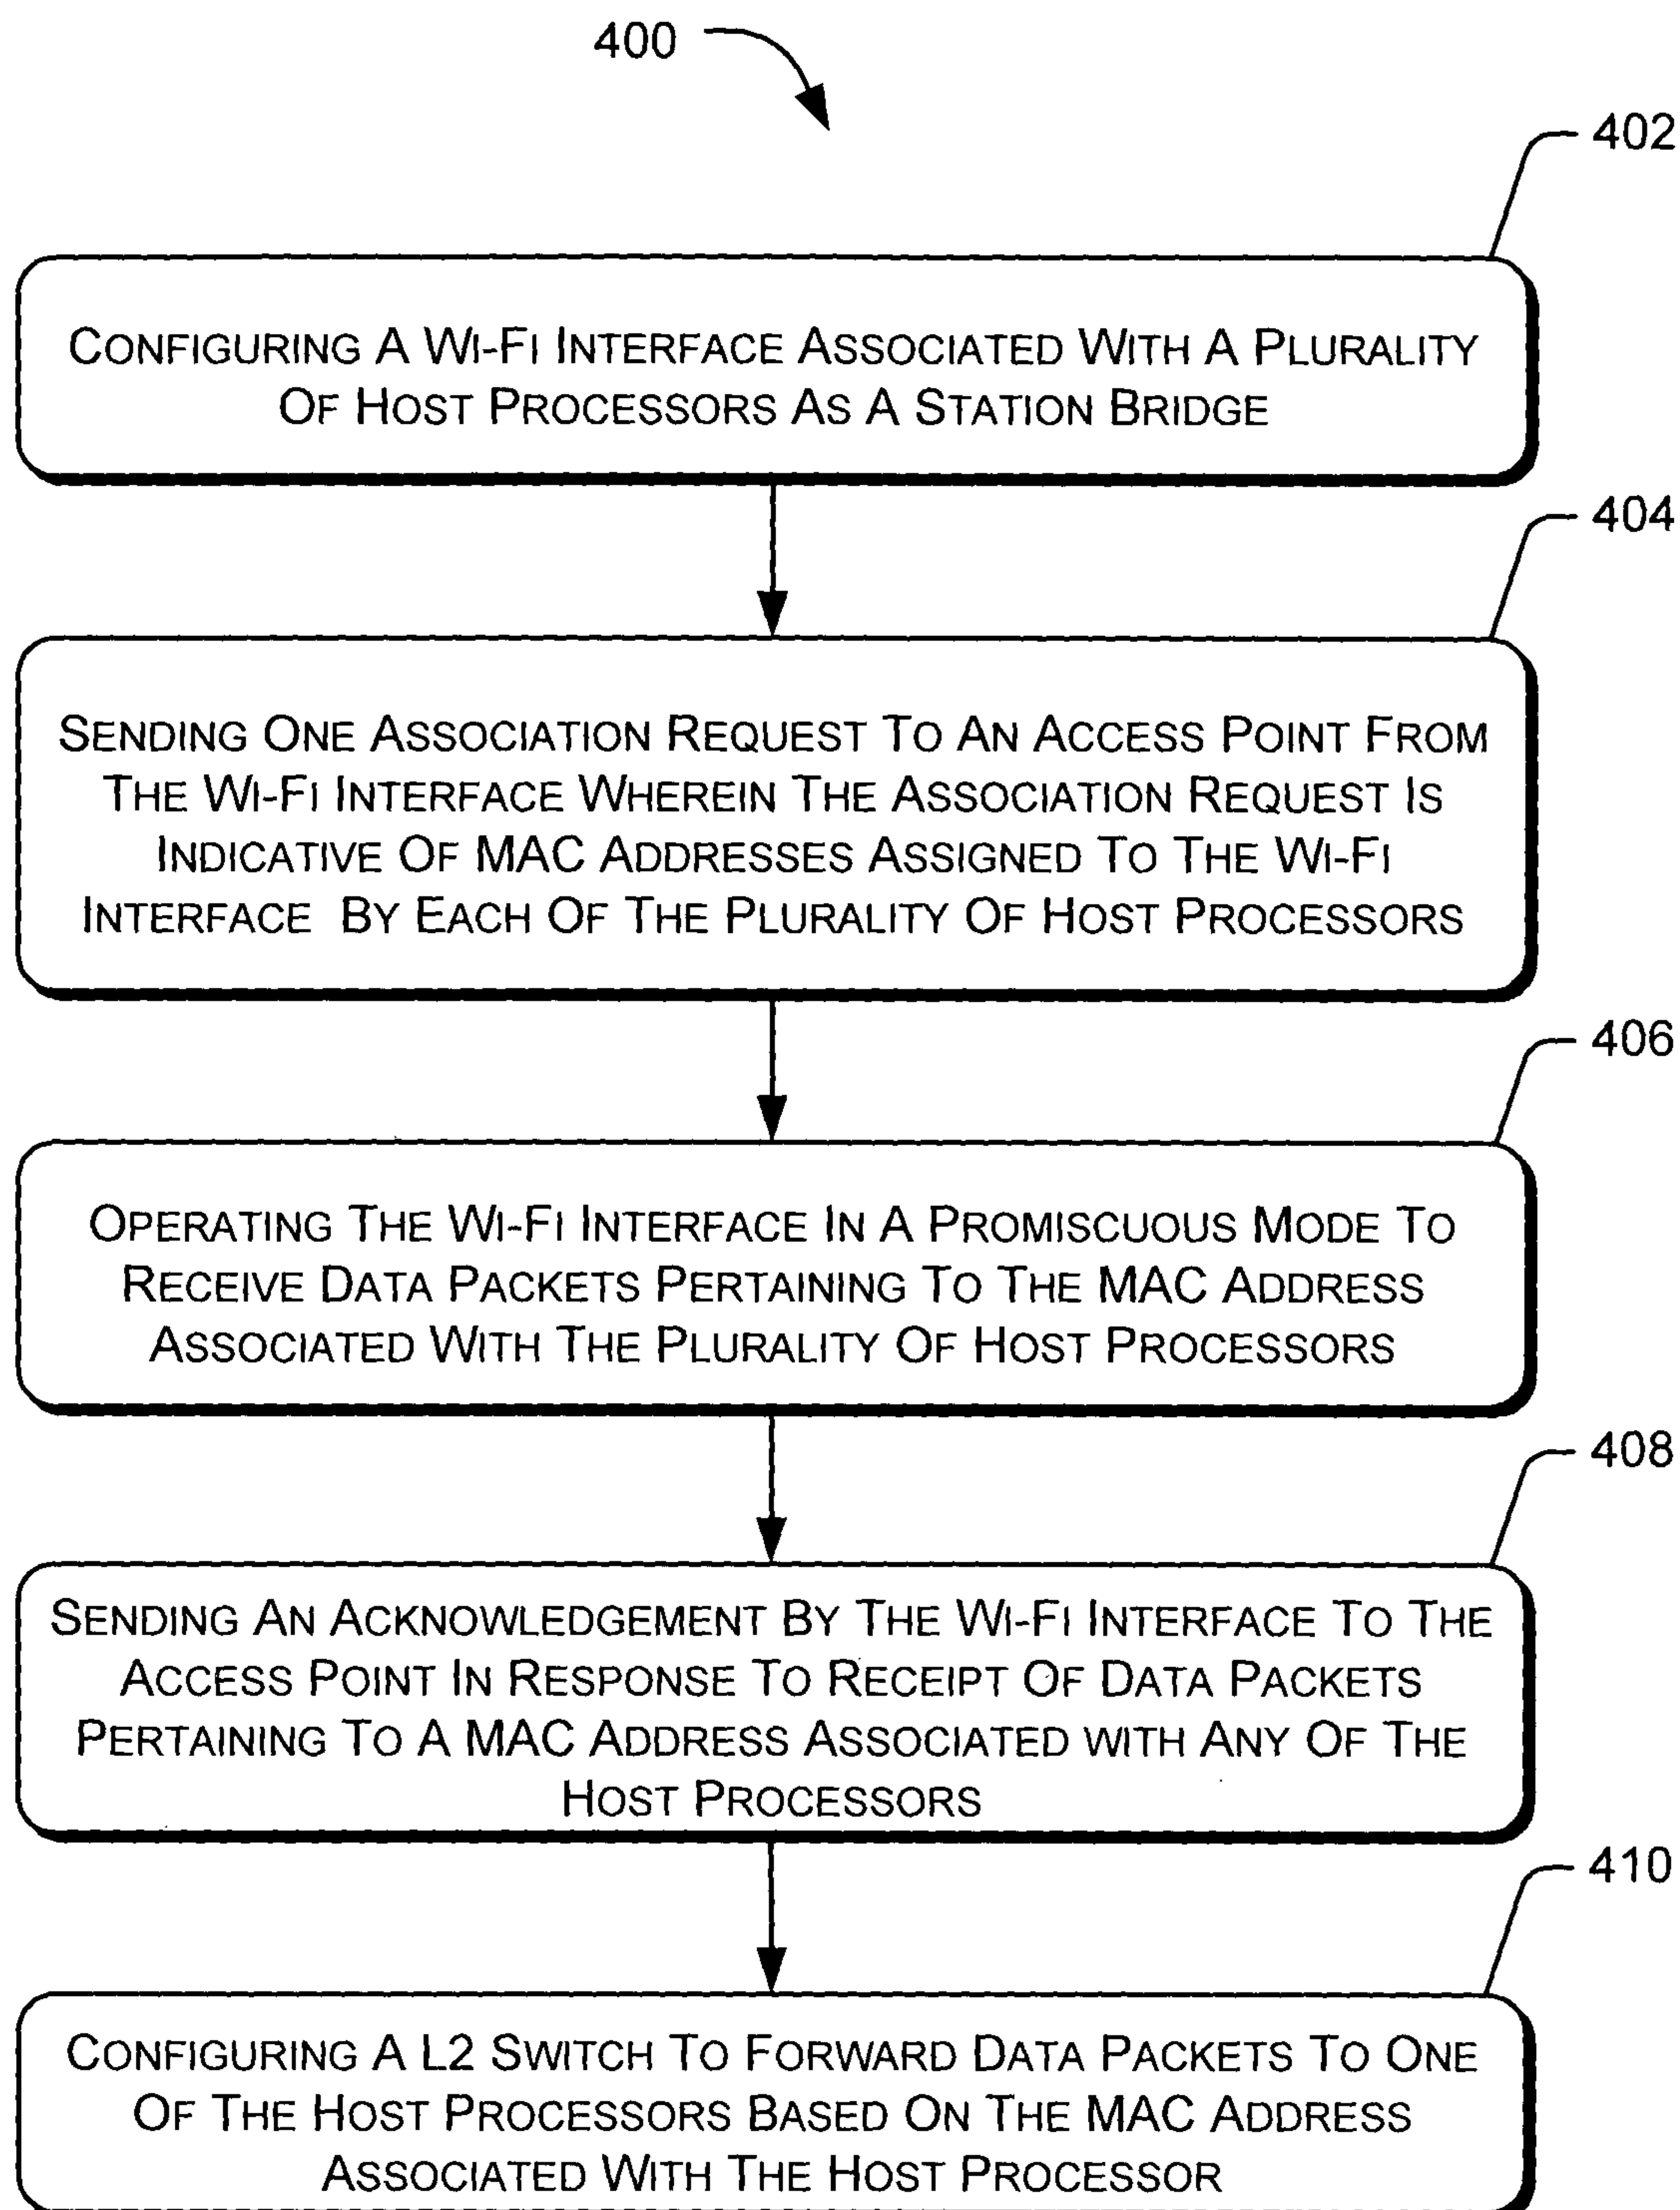 400
402
CONFIGURING A WI-FI INTERFACE ASSOCIATED WITH A PLURALITY
OF HOST PROCESSORS AS A STATION BRIDGE
404
SENDING ONE ASSOCIATION REQUEST TO AN ACCESS POINT FROM
THE WI-FI INTERFACE WHEREIN THE ASSOCIATION REQUEST IS
INDICATIVE OF MAC ADDRESSES ASSIGNED TO THE WI-FI
INTERFACE BY EACH OF THE PLURALITY OF HOST PROCESSORS
406
OPERATING THE WI-FI INTERFACE IN A PROMISCUOUS MODE TO
RECEIVE DATA PACKETS PERTAINING TO THE MAC ADDRESS
ASSOCIATED WITH THE PLURALITY OF HOST PROCESSORS
408
SENDING AN ACKNOWLEDGEMENT BY THE WI-FI INTERFACE TO THE
ACCESS POINT IN RESPONSE TO RECEIPT OF DATA PACKETS
PERTAINING TO A MAC ADDRESS ASSOCIATED WITH ANY OF THE
HOST PROCESSORS
410
CONFIGURING A L2 SWITCH TO FORWARD DATA PACKETS TO ONE
OF THE HOST PROCESSORS BASED ON THE MAC ADDRESS
ASSOCIATED WITH THE HOST PROCESSOR